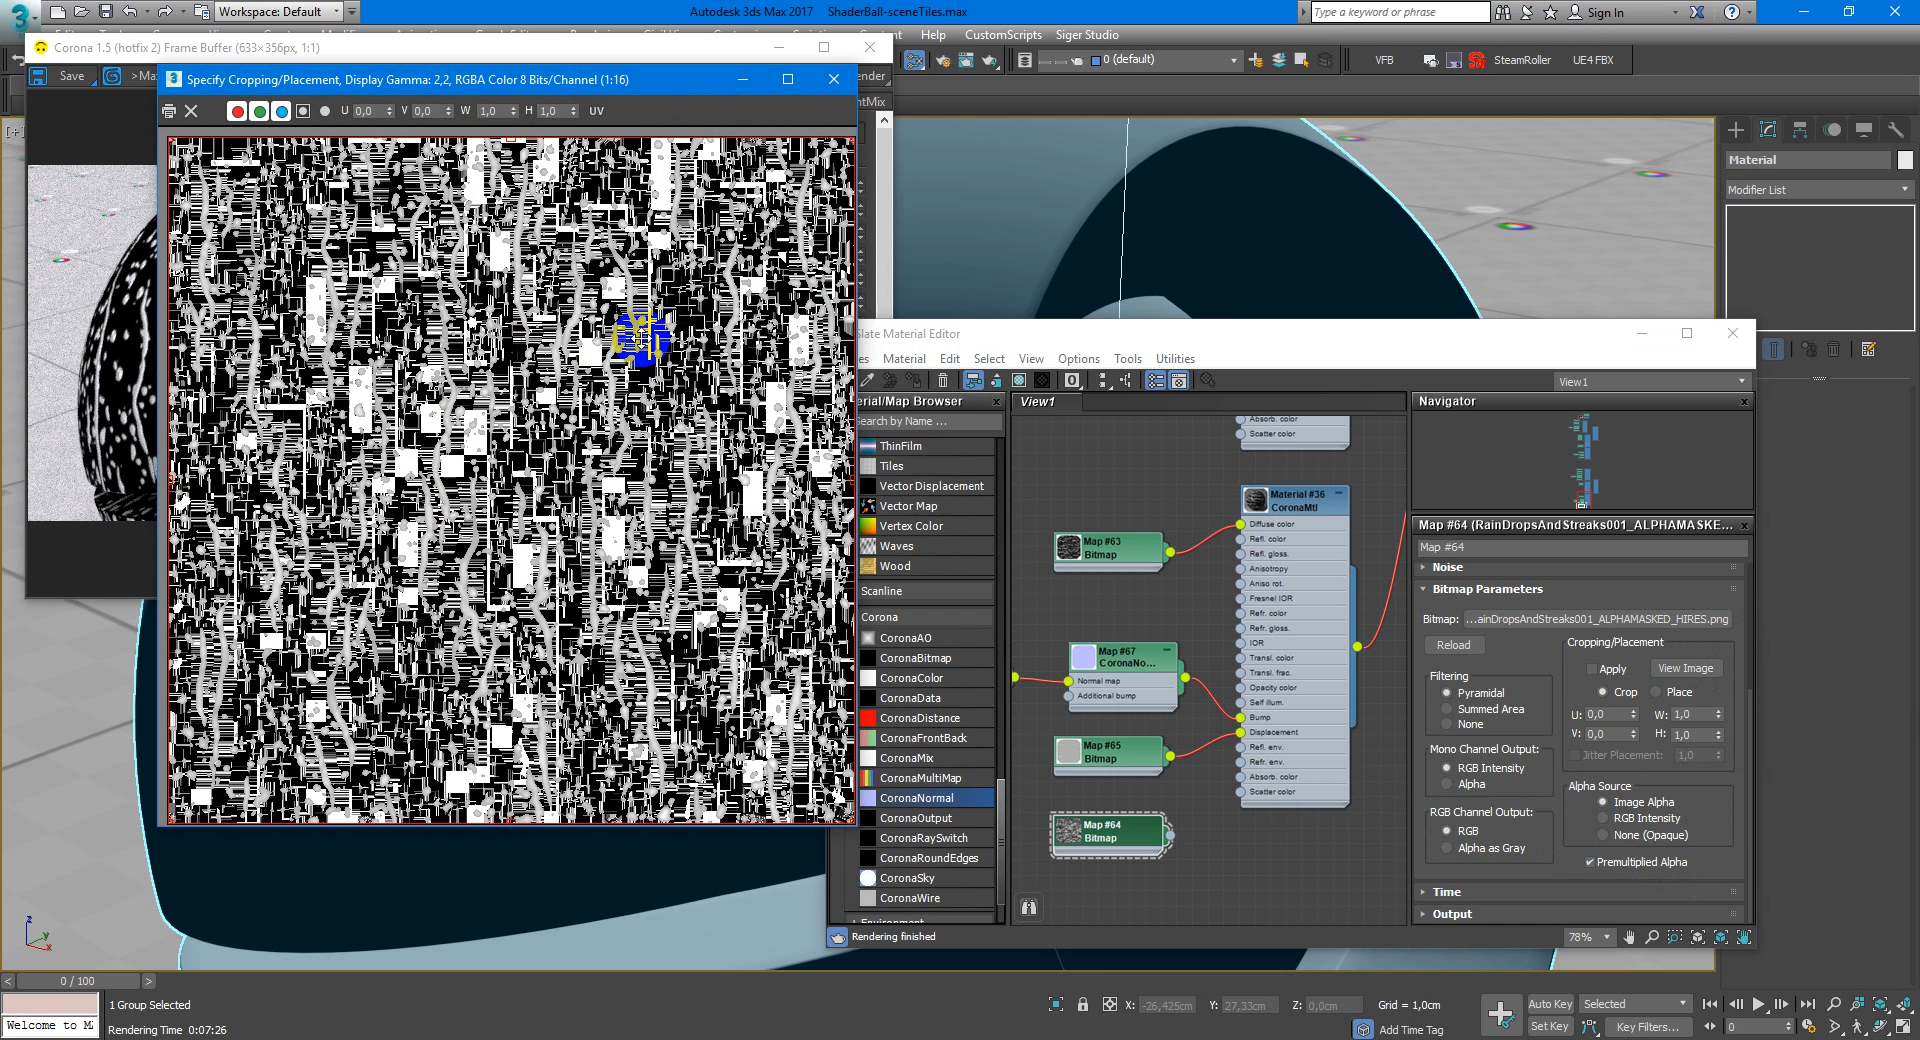 Workspace: Default
Autodesk 3ds Max 2017 ShaderBall-sceneTiles.max
Type a keyword or phrase
Sign In
Help CustomScripts Siger Studio
Corona 1.5 (hotfix 2) Frame Buffer (633×356px, 1:1)
0 (default)
VFB
SteamRoller
UE4 FBX
Save
Specify Cropping/Placement, Display Gamma: 2,2, RGBA Color 8 Bits/Channel (1:16)
U 0,0 V 0,0 W 1,0 H 1,0 UV
[+]
Material
Modifier List
Slate Material Editor
Material Edit Select View Options Tools Utilities
View1
Material/Map Browser
Search by Name ...
ThinFilm
Tiles
Vector Displacement
Vector Map
Vertex Color
Waves
Wood
Scanline
Corona
CoronaAO
CoronaBitmap
CoronaColor
CoronaData
CoronaDistance
CoronaFrontBack
CoronaMix
CoronaMultiMap
CoronaNormal
CoronaOutput
CoronaRaySwitch
CoronaRoundEdges
CoronaSky
CoronaWire
View1
Absorb. color
Scatter color
Material #36
CoronaMtl
Diffuse color
Refl. color
Refl. gloss.
Anisotropy
Aniso rot.
Fresnel IOR
Refr. color
Refr. gloss.
IOR
Transl. color
Transl. frac.
Opacity color
Self illum.
Bump
Displacement
Refl. env.
Refl. env.
Absorb. color
Scatter color
Map #63
Bitmap
Map #67
CoronaNo...
Normal map
Additional bump
Map #65
Bitmap
Map #64
Bitmap
Navigator
Map #64 (RainDropsAndStreaks001_ALPHAMASKE...
Map #64
Noise
Bitmap Parameters
Bitmap: ...ainDropsAndStreaks001_ALPHAMASKED_HIRES.png
Reload
Cropping/Placement
Apply View Image
Crop Place
U: 0,0 W: 1,0
V: 0,0 H: 1,0
Jitter Placement: 1,0
Filtering
Pyramidal
Summed Area
None
Mono Channel Output:
RGB Intensity
Alpha
Alpha Source
Image Alpha
RGB Intensity
None (Opaque)
RGB Channel Output:
RGB
Alpha as Gray
Premultiplied Alpha
Time
Output
Rendering finished
78%
0 / 100
1 Group Selected
Welcome to M
Rendering Time 0:07:26
X: -26,425cm Y: 27,33cm Z: 0,0cm Grid = 1,0cm
Add Time Tag
Auto Key Selected
Set Key Key Filters...
0